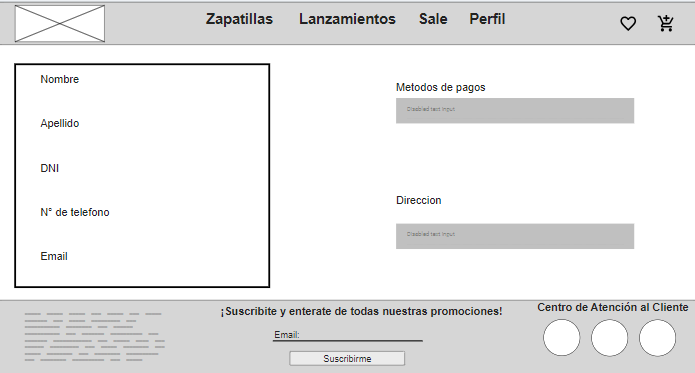 Zapatillas Lanzamientos Sale Perfil
Nombre
Apellido
DNI
N° de telefono
Email
Metodos de pagos
Disabled text input
Direccion
Disabled text input
¡Suscribite y enterate de todas nuestras promociones!
Email:
Suscribirme
Centro de Atención al Cliente